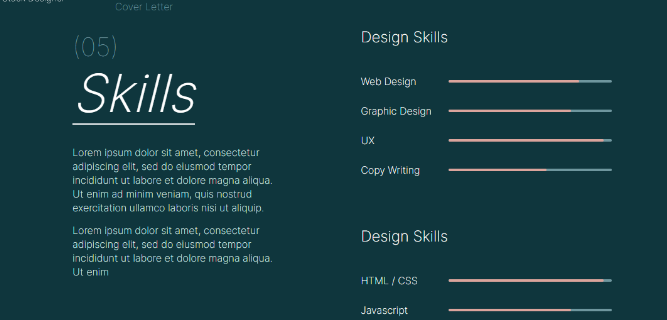 Cover Letter
(05)
Skills
Lorem ipsum dolor sit amet, consectetur
adipiscing elit, sed do eiusmod tempor
incididunt ut labore et dolore magna aliqua.
Ut enim ad minim veniam, quis nostrud
exercitation ullamco laboris nisi ut aliquip.
Lorem ipsum dolor sit amet, consectetur
adipiscing elit, sed do eiusmod tempor
incididunt ut labore et dolore magna aliqua.
Ut enim
Design Skills
Web Design
Graphic Design
UX
Copy Writing
Design Skills
HTML / CSS
Javascript